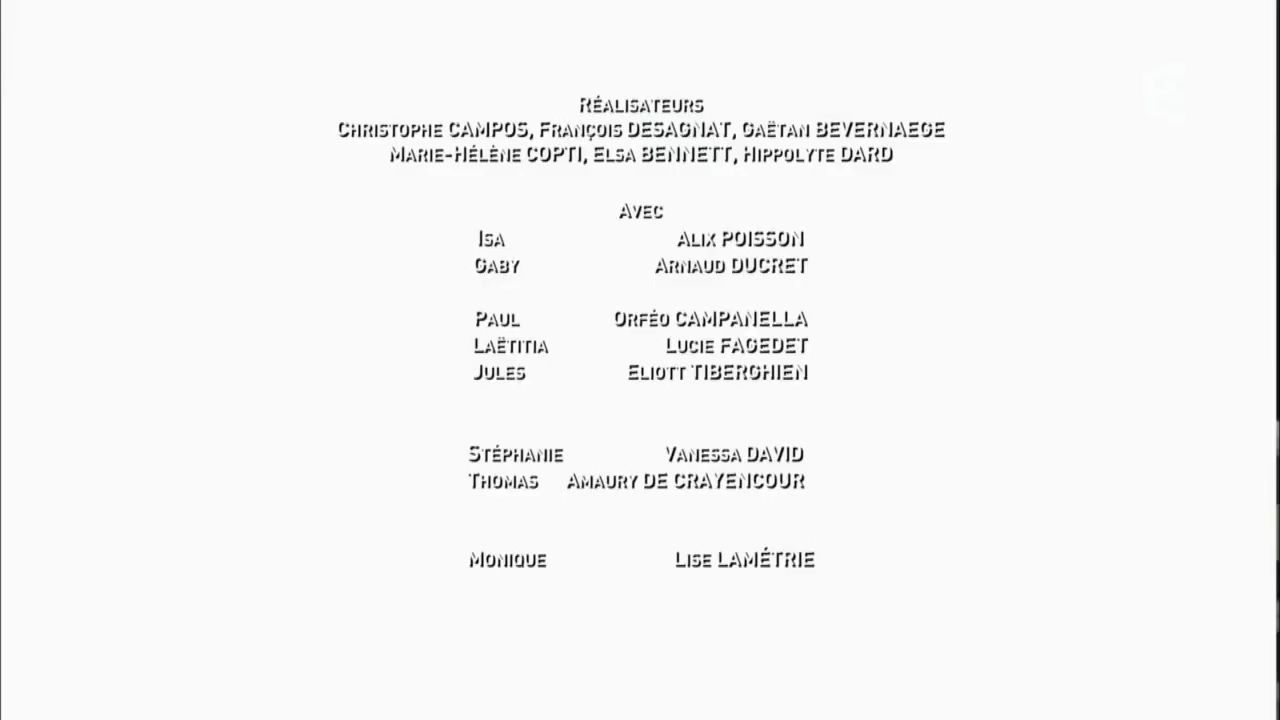 Réalisateurs
Christophe CAMPOS, François DESAGNAT, Gaëtan BEVERNAEGE
Marie-Hélène COPTI, Elsa BENNETT, Hippolyte DARD
Avec
Isa Alix POISSON
Gaby Arnaud DUCRET
Paul Orféo CAMPANELLA
Laëtitia Lucie FAGEDET
Jules Eliott TIBERGHIEN
Stéphanie Vanessa DAVID
Thomas Amaury DE CRAYENCOUR
Monique Lise LAMÉTRIE